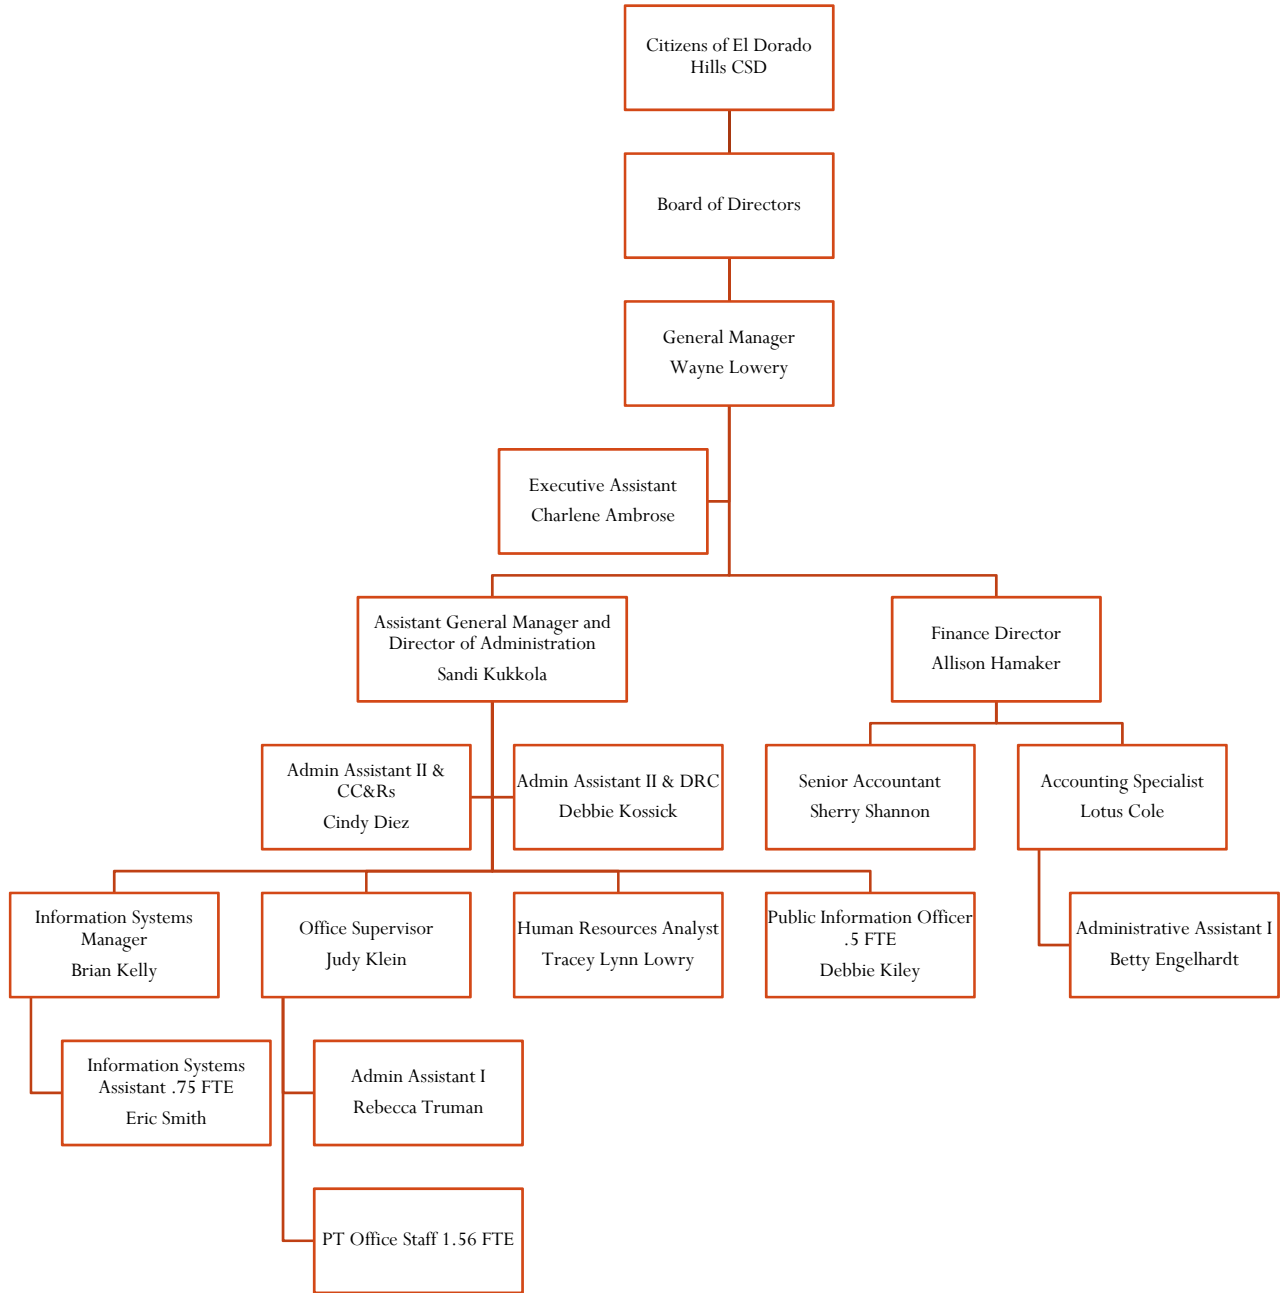 Citizens of El Dorado
Hills CSD
Board of Directors
General Manager
Wayne Lowery
Executive Assistant
Charlene Ambrose
Assistant General Manager and
Director of Administration
Sandi Kukkola
Finance Director
Allison Hamaker
Admin Assistant II &
CC&Rs
Cindy Diez
Admin Assistant II & DRC
Debbie Kossick
Senior Accountant
Sherry Shannon
Accounting Specialist
Lotus Cole
Information Systems
Manager
Brian Kelly
Office Supervisor
Judy Klein
Human Resources Analyst
Tracey Lynn Lowry
Public Information Officer
.5 FTE
Debbie Kiley
Administrative Assistant I
Betty Engelhardt
Information Systems
Assistant .75 FTE
Eric Smith
Admin Assistant I
Rebecca Truman
PT Office Staff 1.56 FTE